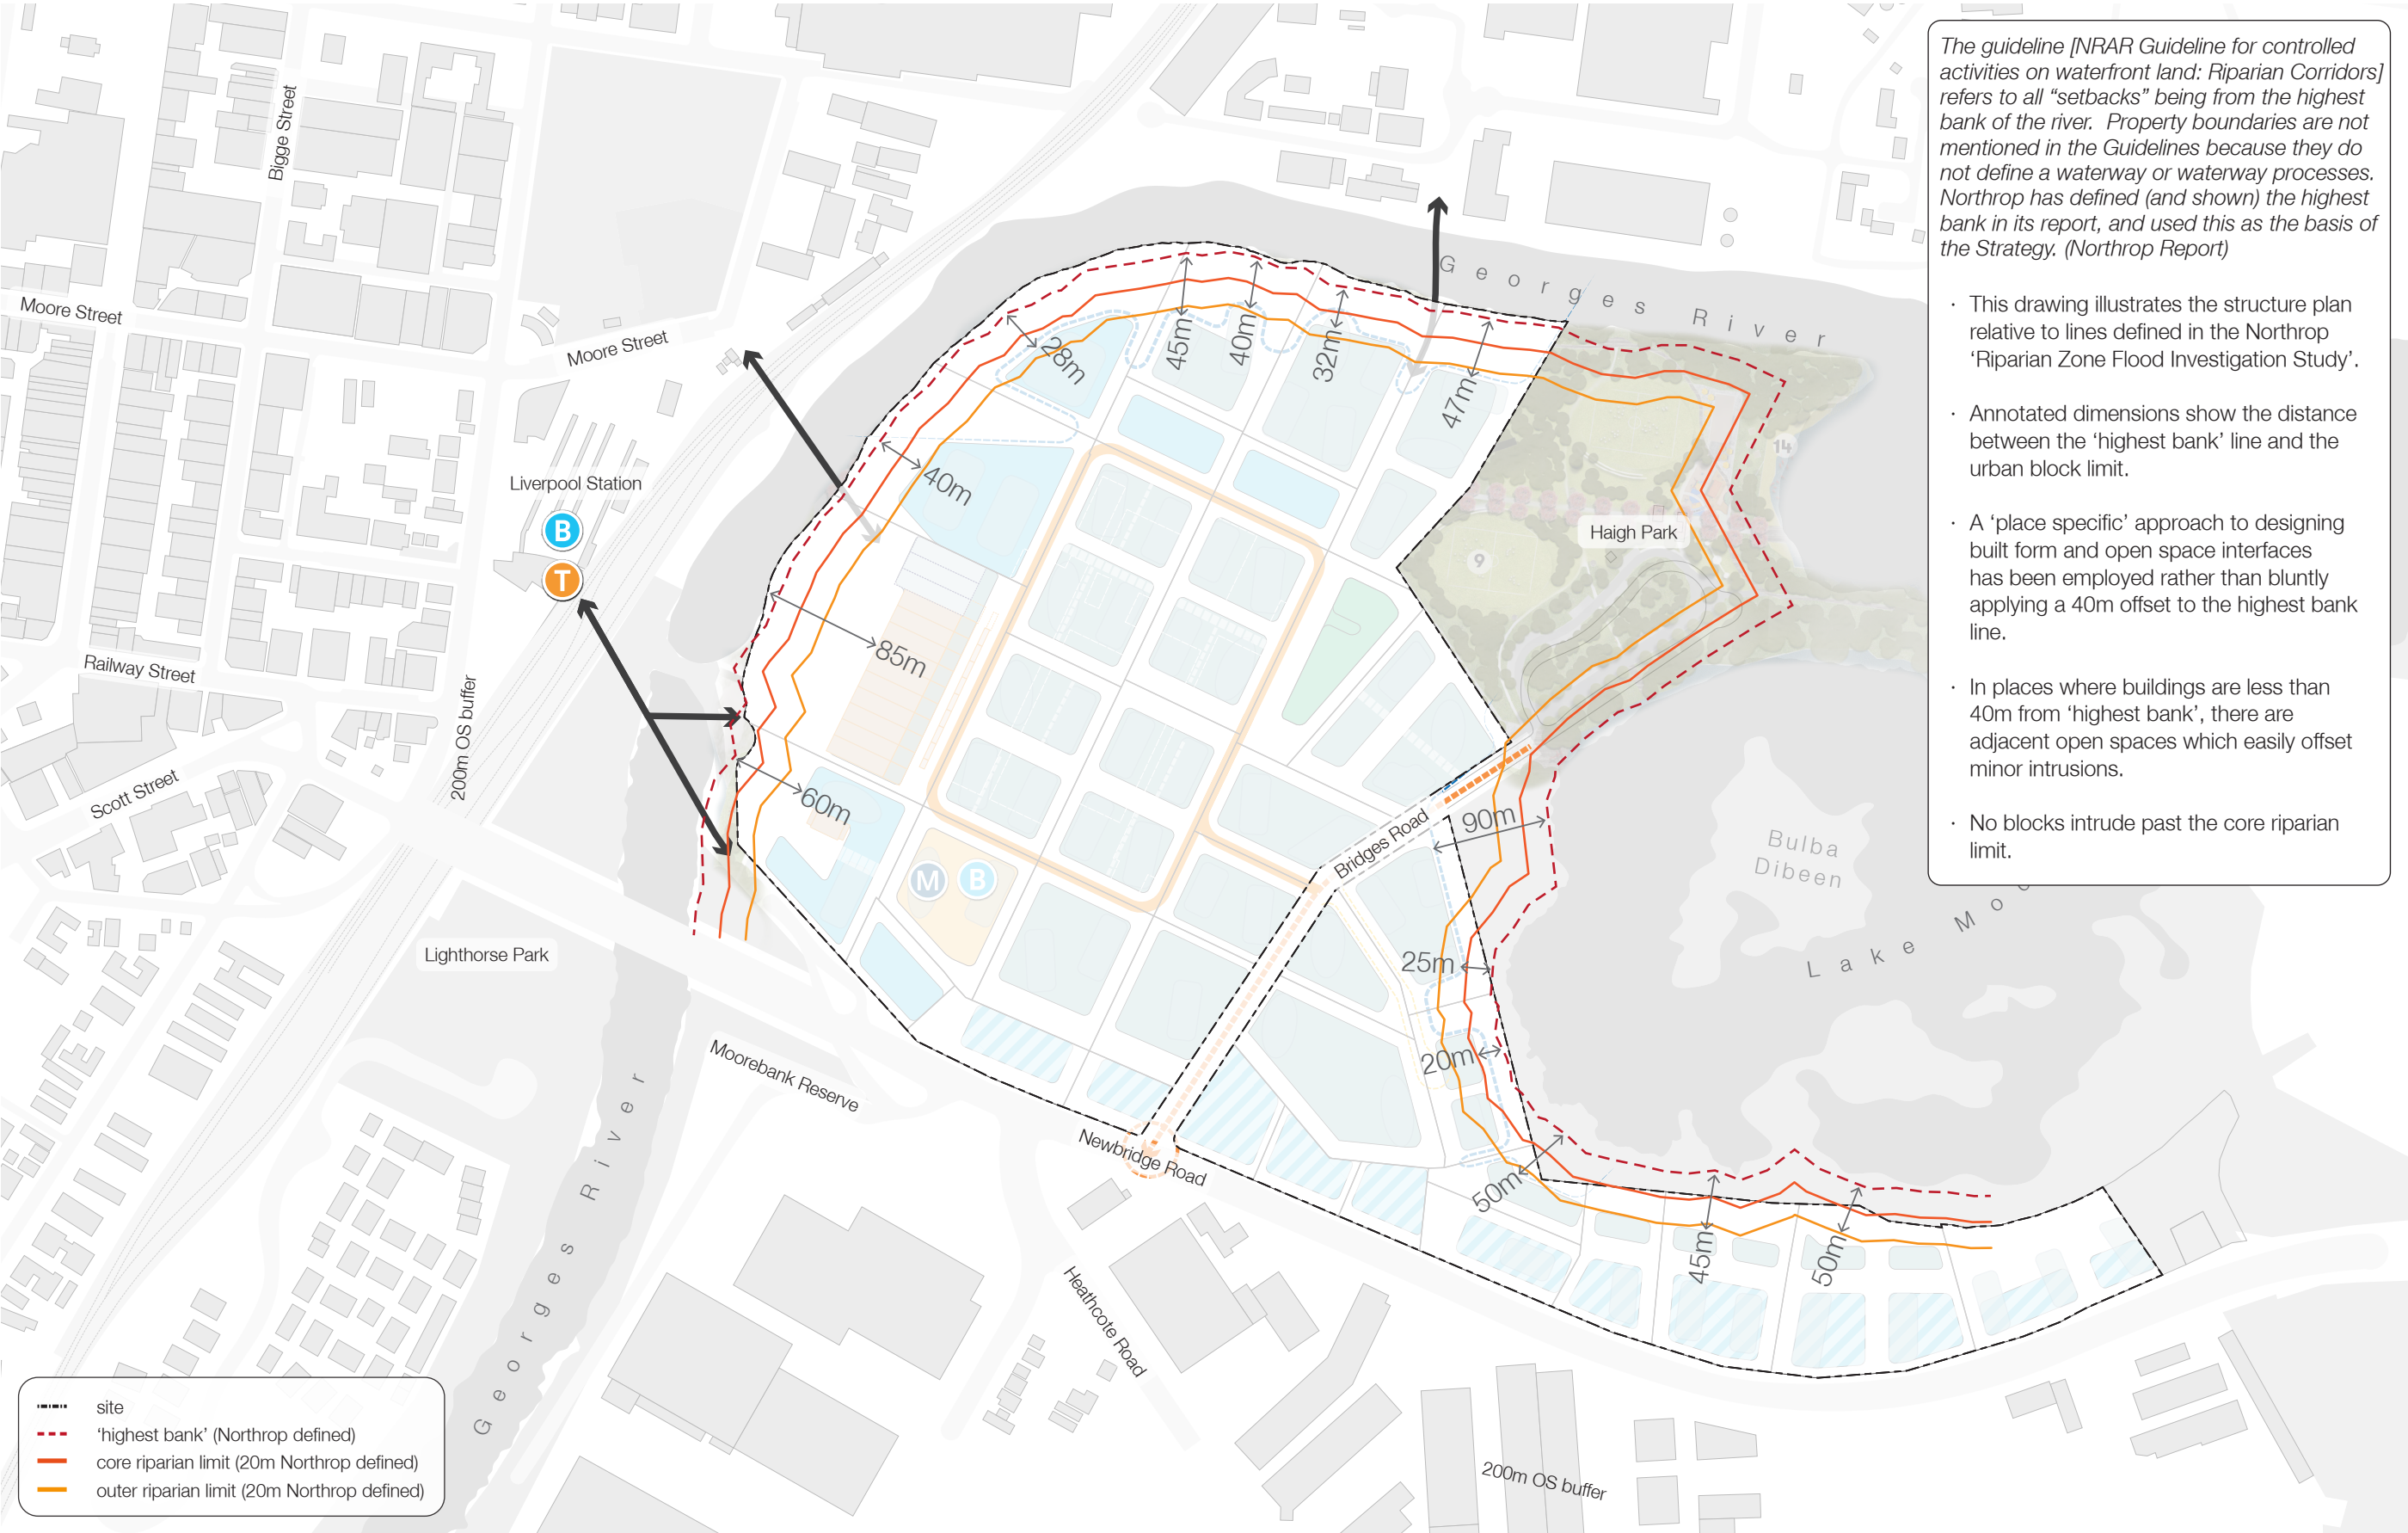 The guideline [NRAR Guideline for controlled
activities on waterfront land: Riparian Corridors]
refers to all “setbacks” being from the highest
bank of the river.  Property boundaries are not
mentioned in the Guidelines because they do
not define a waterway or waterway processes.
Northrop has defined (and shown) the highest
bank in its report, and used this as the basis of
the Strategy. (Northrop Report)
· This drawing illustrates the structure plan
relative to lines defined in the Northrop
‘Riparian Zone Flood Investigation Study’.
· Annotated dimensions show the distance
between the ‘highest bank’ line and the
urban block limit.
· A ‘place specific’ approach to designing
built form and open space interfaces
has been employed rather than bluntly
applying a 40m offset to the highest bank
line.
· In places where buildings are less than
40m from ‘highest bank’, there are
adjacent open spaces which easily offset
minor intrusions.
· No blocks intrude past the core riparian
limit.
Bigge Street
Moore Street
Moore Street
Liverpool Station
B
T
Railway Street
Scott Street
200m OS buffer
Lighthorse Park
Georges River
Moorebank Reserve
Newbridge Road
Heathcote Road
200m OS buffer
Georges River
28m
45m
40m
32m
47m
40m
85m
60m
M
B
Haigh Park
9
14
Bridges Road
90m
25m
20m
50m
45m
50m
Bulba
Dibeen
Lake Mo
site
‘highest bank’ (Northrop defined)
core riparian limit (20m Northrop defined)
outer riparian limit (20m Northrop defined)